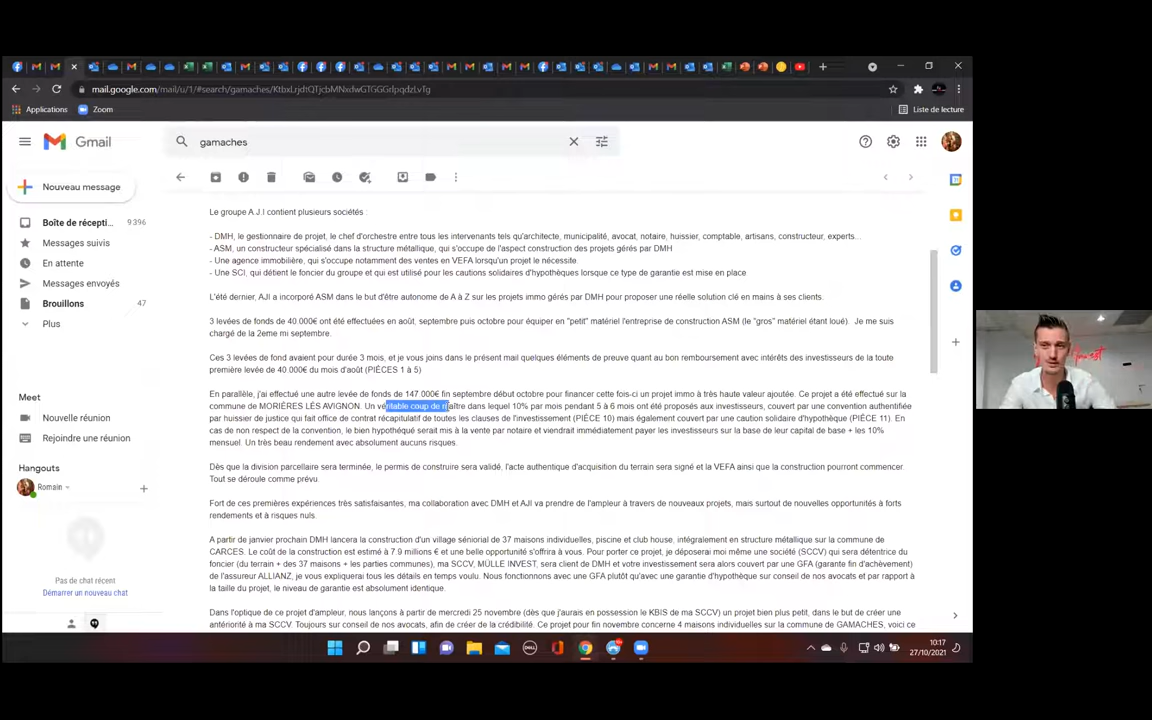 mail.google.com/mail/u/1/#search/gamaches/KtbxLrjdtQTjcbMNxdwGTGGGrlpqdzLvTg
Applications
Zoom
Liste de lecture
Gmail
gamaches
Nouveau message
Boîte de récepti... 9 396
Messages suivis
En attente
Messages envoyés
Brouillons 47
Plus
Meet
Nouvelle réunion
Rejoindre une réunion
Hangouts
Romain
Pas de chat récent
Démarrer un nouveau chat
Le groupe A.J.I contient plusieurs sociétés :
- DMH, le gestionnaire de projet, le chef d'orchestre entre tous les intervenants tels qu'architecte, municipalité, avocat, notaire, huissier, comptable, artisans, constructeur, experts...
- ASM, un constructeur spécialisé dans la structure métallique, qui s'occupe de l'aspect construction des projets gérés par DMH
- Une agence immobilière, qui s'occupe notamment des ventes en VEFA lorsqu'un projet le nécessite.
- Une SCI, qui détient le foncier du groupe et qui est utilisé pour les cautions solidaires d'hypothèques lorsque ce type de garantie est mise en place
L'été dernier, AJI a incorporé ASM dans le but d'être autonome de A à Z sur les projets immo gérés par DMH pour proposer une réelle solution clé en mains à ses clients.
3 levées de fonds de 40.000€ ont été effectuées en août, septembre puis octobre pour équiper en "petit" matériel l'entreprise de construction ASM (le "gros" matériel étant loué). Je me suis
chargé de la 2eme mi septembre.
Ces 3 levées de fond avaient pour durée 3 mois, et je vous joins dans le présent mail quelques éléments de preuve quant au bon remboursement avec intérêts des investisseurs de la toute
première levée de 40.000€ du mois d'août (PIÈCES 1 à 5)
En parallèle, j'ai effectué une autre levée de fonds de 147.000€ fin septembre début octobre pour financer cette fois-ci un projet immo à très haute valeur ajoutée. Ce projet a été effectué sur la
commune de MORIÈRES LÈS AVIGNON. Un véritable coup de maître dans lequel 10% par mois pendant 5 à 6 mois ont été proposés aux investisseurs, couvert par une convention authentifiée
par huissier de justice qui fait office de contrat récapitulatif de toutes les clauses de l'investissement (PIÈCE 10) mais également couvert par une caution solidaire d'hypothèque (PIÈCE 11). En
cas de non respect de la convention, le bien hypothéqué serait mis à la vente par notaire et viendrait immédiatement payer les investisseurs sur la base de leur capital de base + les 10%
mensuel. Un très beau rendement avec absolument aucuns risques.
Dès que la division parcellaire sera terminée, le permis de construire sera validé, l'acte authentique d'acquisition du terrain sera signé et la VEFA ainsi que la construction pourront commencer.
Tout se déroule comme prévu.
Fort de ces premières expériences très satisfaisantes, ma collaboration avec DMH et AJI va prendre de l'ampleur à travers de nouveaux projets, mais surtout de nouvelles opportunités à forts
rendements et à risques nuls.
A partir de janvier prochain DMH lancera la construction d'un village séniorial de 37 maisons individuelles, piscine et club house, intégralement en structure métallique sur la commune de
CARCES. Le coût de la construction est estimé à 7.9 millions € et une belle opportunité s'offrira à vous. Pour porter ce projet, je déposerai moi même une société (SCCV) qui sera détentrice du
foncier (du terrain + des 37 maisons + les parties communes), ma SCCV, MÜLLE INVEST, sera client de DMH et votre investissement sera alors couvert par une GFA (garantie fin d'achèvement)
de l'assureur ALLIANZ, je vous expliquerai tous les détails en temps voulu. Nous fonctionnons avec une GFA plutôt qu'avec une garantie d'hypothèque sur conseil de nos avocats et par rapport à
la taille du projet, le niveau de garantie est absolument identique.
Dans l'optique de ce projet d'ampleur, nous lançons à partir de mercredi 25 novembre (dès que j'aurais en possession le KBIS de ma SCCV) un projet bien plus petit, dans le but de créer une
antériorité à ma SCCV. Toujours sur conseil de nos avocats, afin de créer de la crédibilité. Ce projet pour fin novembre concerne 4 maisons individuelles sur la commune de GAMACHES, voici ce
10:17
27/10/2021